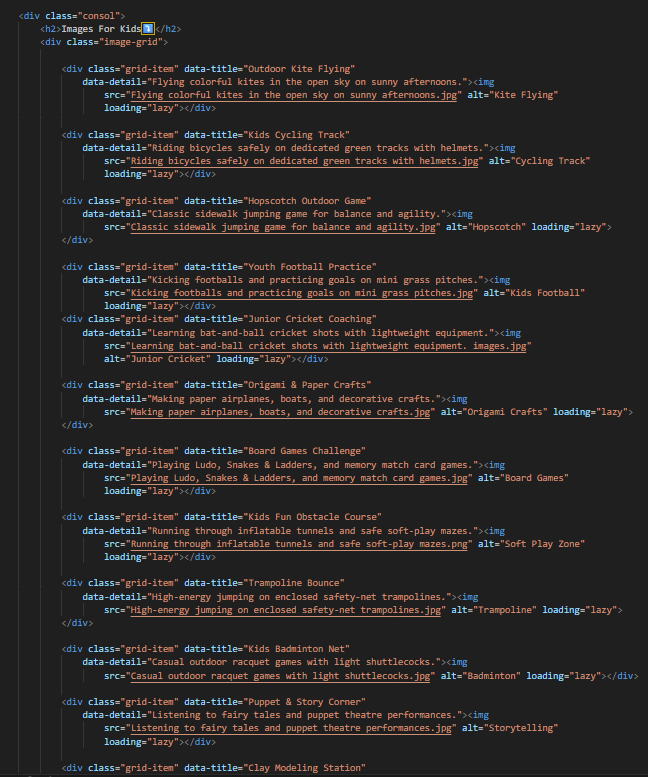 <div class="consol">
<h2>Images For Kids⤵️</h2>
<div class="image-grid">
<div class="grid-item" data-title="Outdoor Kite Flying"
data-detail="Flying colorful kites in the open sky on sunny afternoons."><img
src="Flying colorful kites in the open sky on sunny afternoons.jpg" alt="Kite Flying"
loading="lazy"></div>
<div class="grid-item" data-title="Kids Cycling Track"
data-detail="Riding bicycles safely on dedicated green tracks with helmets."><img
src="Riding bicycles safely on dedicated green tracks with helmets.jpg" alt="Cycling Track"
loading="lazy"></div>
<div class="grid-item" data-title="Hopscotch Outdoor Game"
data-detail="Classic sidewalk jumping game for balance and agility."><img
src="Classic sidewalk jumping game for balance and agility.jpg" alt="Hopscotch" loading="lazy">
</div>
<div class="grid-item" data-title="Youth Football Practice"
data-detail="Kicking footballs and practicing goals on mini grass pitches."><img
src="Kicking footballs and practicing goals on mini grass pitches.jpg" alt="Kids Football"
loading="lazy"></div>
<div class="grid-item" data-title="Junior Cricket Coaching"
data-detail="Learning bat-and-ball cricket shots with lightweight equipment."><img
src="Learning bat-and-ball cricket shots with lightweight equipment. images.jpg"
alt="Junior Cricket" loading="lazy"></div>
<div class="grid-item" data-title="Origami & Paper Crafts"
data-detail="Making paper airplanes, boats, and decorative crafts."><img
src="Making paper airplanes, boats, and decorative crafts.jpg" alt="Origami Crafts" loading="lazy">
</div>
<div class="grid-item" data-title="Board Games Challenge"
data-detail="Playing Ludo, Snakes & Ladders, and memory match card games."><img
src="Playing Ludo, Snakes & Ladders, and memory match card games.jpg" alt="Board Games"
loading="lazy"></div>
<div class="grid-item" data-title="Kids Fun Obstacle Course"
data-detail="Running through inflatable tunnels and safe soft-play mazes."><img
src="Running through inflatable tunnels and safe soft-play mazes.png" alt="Soft Play Zone"
loading="lazy"></div>
<div class="grid-item" data-title="Trampoline Bounce"
data-detail="High-energy jumping on enclosed safety-net trampolines."><img
src="High-energy jumping on enclosed safety-net trampolines.jpg" alt="Trampoline" loading="lazy">
</div>
<div class="grid-item" data-title="Kids Badminton Net"
data-detail="Casual outdoor racquet games with light shuttlecocks."><img
src="Casual outdoor racquet games with light shuttlecocks.jpg" alt="Badminton" loading="lazy"></div>
<div class="grid-item" data-title="Puppet & Story Corner"
data-detail="Listening to fairy tales and puppet theatre performances."><img
src="Listening to fairy tales and puppet theatre performances.jpg" alt="Storytelling"
loading="lazy"></div>
<div class="grid-item" data-title="Clay Modeling Station"